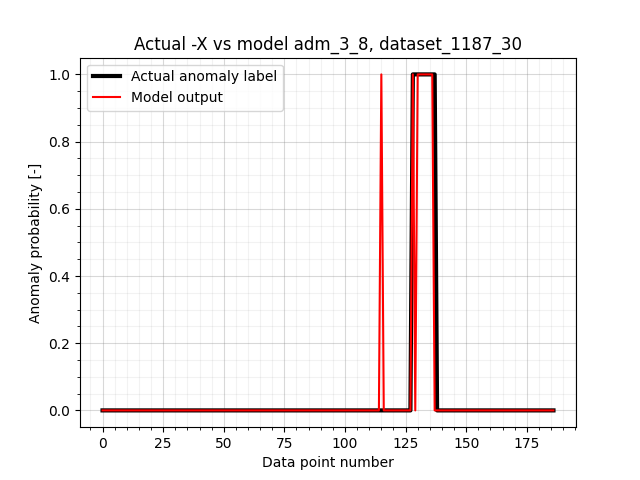 Actual -X vs model adm_3_8, dataset_1187_30
Actual anomaly label
Model output
Anomaly probability [-]
1.0
0.8
0.6
0.4
0.2
0.0
0 25 50 75 100 125 150 175
Data point number